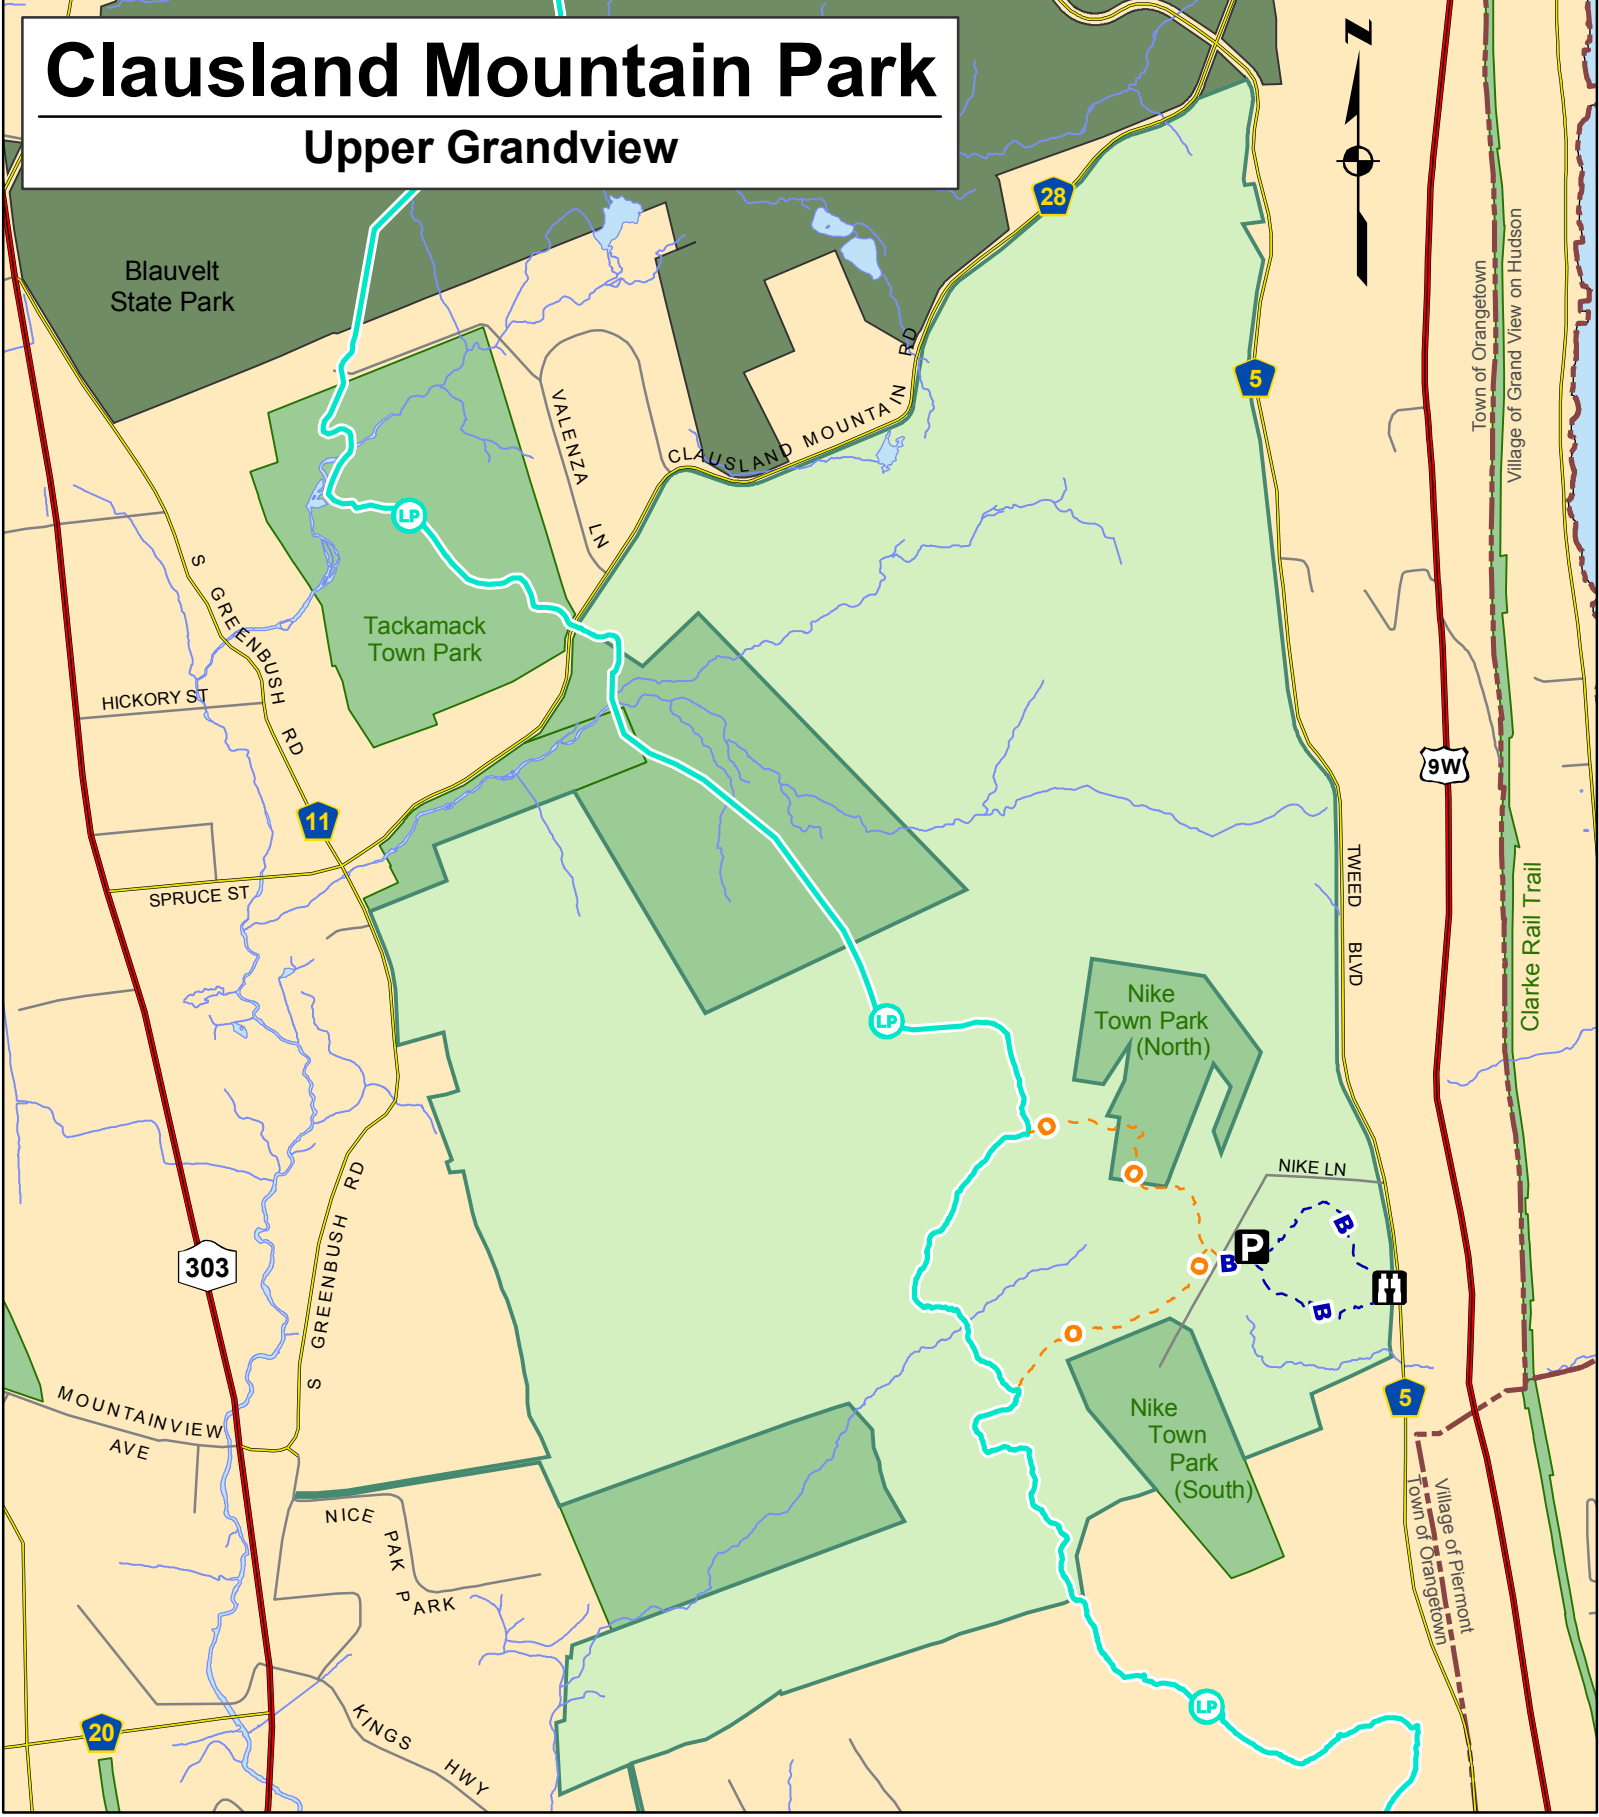 Clausland Mountain Park
Upper Grandview
Z
28
Blauvelt
State Park
Town of Orangetown
Village of Grand View on Hudson
5
VALENZA LN
CLAUSLAND MOUNTAIN RD
LP
S GREENBUSH RD
Tackamack
Town Park
HICKORY ST
9W
11
TWEED BLVD
SPRUCE ST
Clarke Rail Trail
LP
Nike
Town Park
(North)
O
O
NIKE LN
B
P
B
O
303
S GREENBUSH RD
B
O
5
MOUNTAINVIEW
AVE
Nike
Town
Park
(South)
NICE PAK PARK
Village of Piermont
Town of Orangetown
LP
20
KINGS HWY